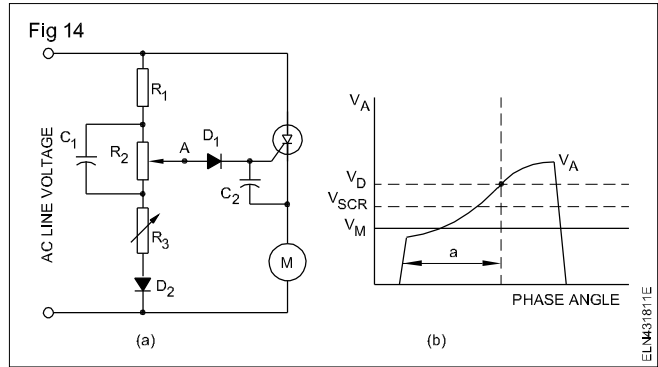 Fig 14
AC LINE VOLTAGE
R1
C1
R2
A
D1
C2
R3
D2
M
(a)
VA
VD
VSCR
VM
VA
a
PHASE ANGLE
(b)
ELN431811E